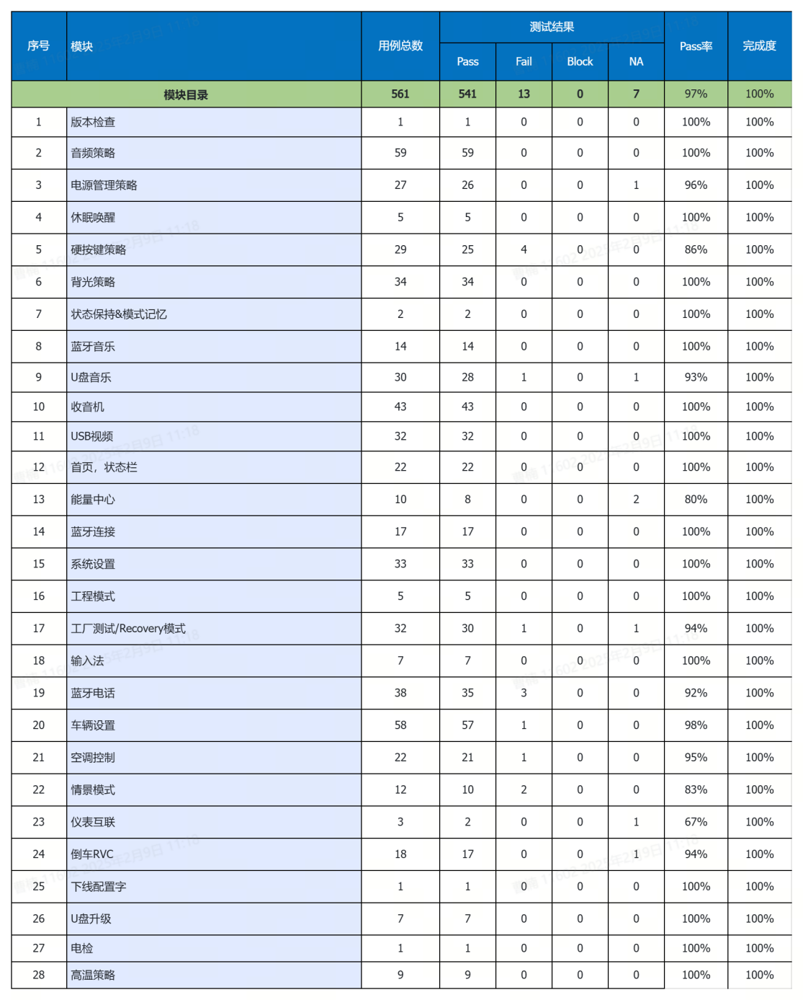 序号 模块 用例总数 测试结果 Pass率 完成度
Pass Fail Block NA
模块目录 561 541 13 0 7 97% 100%
1 版本检查 1 1 0 0 0 100% 100%
2 音频策略 59 59 0 0 0 100% 100%
3 电源管理策略 27 26 0 0 1 96% 100%
4 休眠唤醒 5 5 0 0 0 100% 100%
5 硬按键策略 29 25 4 0 0 86% 100%
6 背光策略 34 34 0 0 0 100% 100%
7 状态保持&模式记忆 2 2 0 0 0 100% 100%
8 蓝牙音乐 14 14 0 0 0 100% 100%
9 U盘音乐 30 28 1 0 1 93% 100%
10 收音机 43 43 0 0 0 100% 100%
11 USB视频 32 32 0 0 0 100% 100%
12 首页，状态栏 22 22 0 0 0 100% 100%
13 能量中心 10 8 0 0 2 80% 100%
14 蓝牙连接 17 17 0 0 0 100% 100%
15 系统设置 33 33 0 0 0 100% 100%
16 工程模式 5 5 0 0 0 100% 100%
17 工厂测试/Recovery模式 32 30 1 0 1 94% 100%
18 输入法 7 7 0 0 0 100% 100%
19 蓝牙电话 38 35 3 0 0 92% 100%
20 车辆设置 58 57 1 0 0 98% 100%
21 空调控制 22 21 1 0 0 95% 100%
22 情景模式 12 10 2 0 0 83% 100%
23 仪表互联 3 2 0 0 1 67% 100%
24 倒车RVC 18 17 0 0 1 94% 100%
25 下线配置字 1 1 0 0 0 100% 100%
26 U盘升级 7 7 0 0 0 100% 100%
27 电检 1 1 0 0 0 100% 100%
28 高温策略 9 9 0 0 0 100% 100%
曹楠 11602 2025年2月9日 11:18